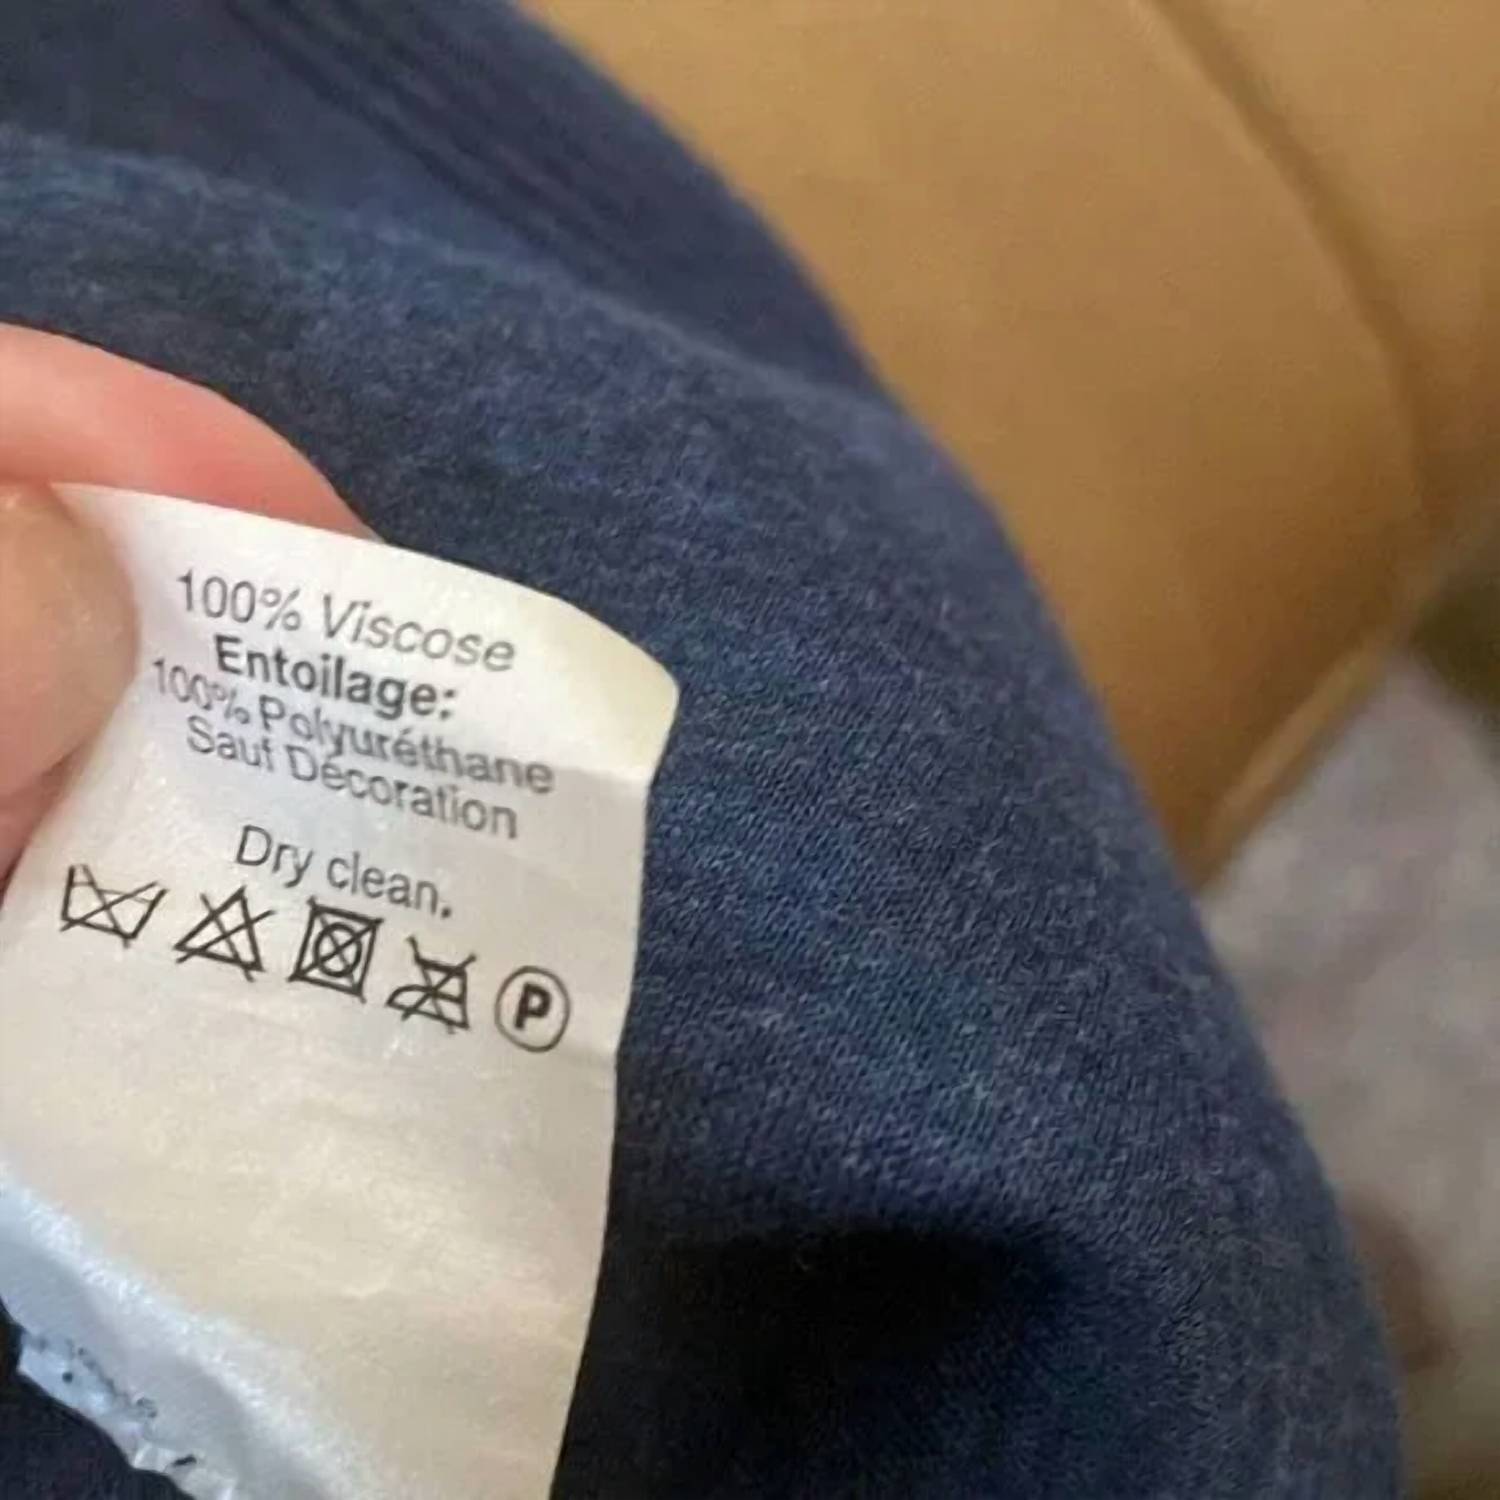 100% Viscose
Entoilage:
100% Polyuréthane
Sauf Décoration
Dry clean.
P